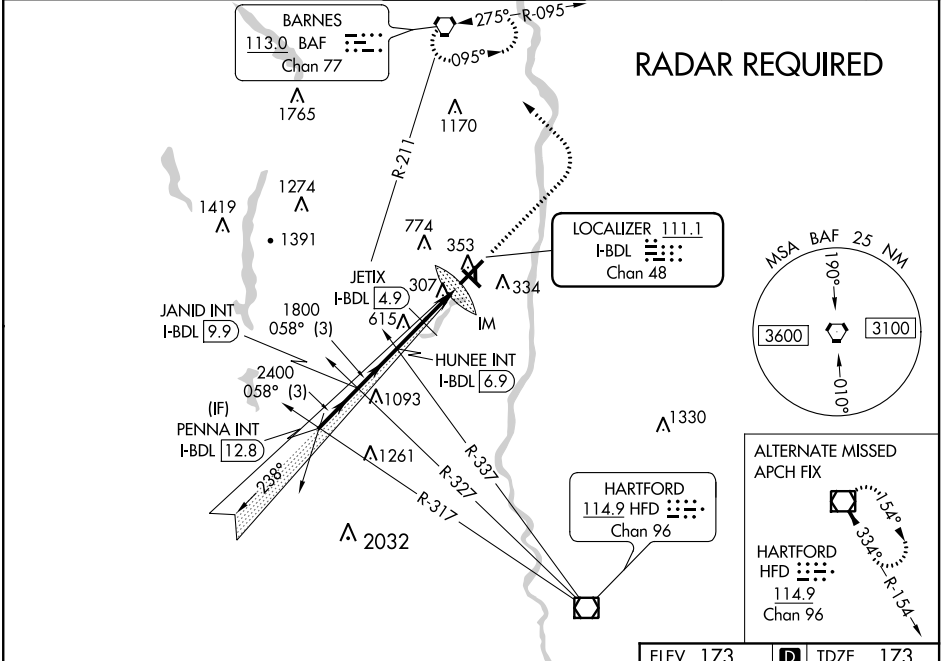 BARNES
113.0 BAF
Chan 77
275°
R-095
095°
RADAR REQUIRED
1765
1170
R-211
1274
1419
1391
774
353
LOCALIZER 111.1
I-BDL
Chan 48
MSA BAF 25 NM
190°
3600
3100
010°
JETIX
I-BDL 4.9
307
334
615
IM
JANID INT
I-BDL 9.9
1800
058° (3)
HUNEE INT
I-BDL 6.9
2400
058° (3)
1093
(IF)
PENNA INT
I-BDL 12.8
1330
1261
238°
R-337
R-327
R-317
2032
HARTFORD
114.9 HFD
Chan 96
ALTERNATE MISSED
APCH FIX
154°
334°
R-154
HARTFORD
HFD
114.9
Chan 96
ELEV 173
D
TDZE 173